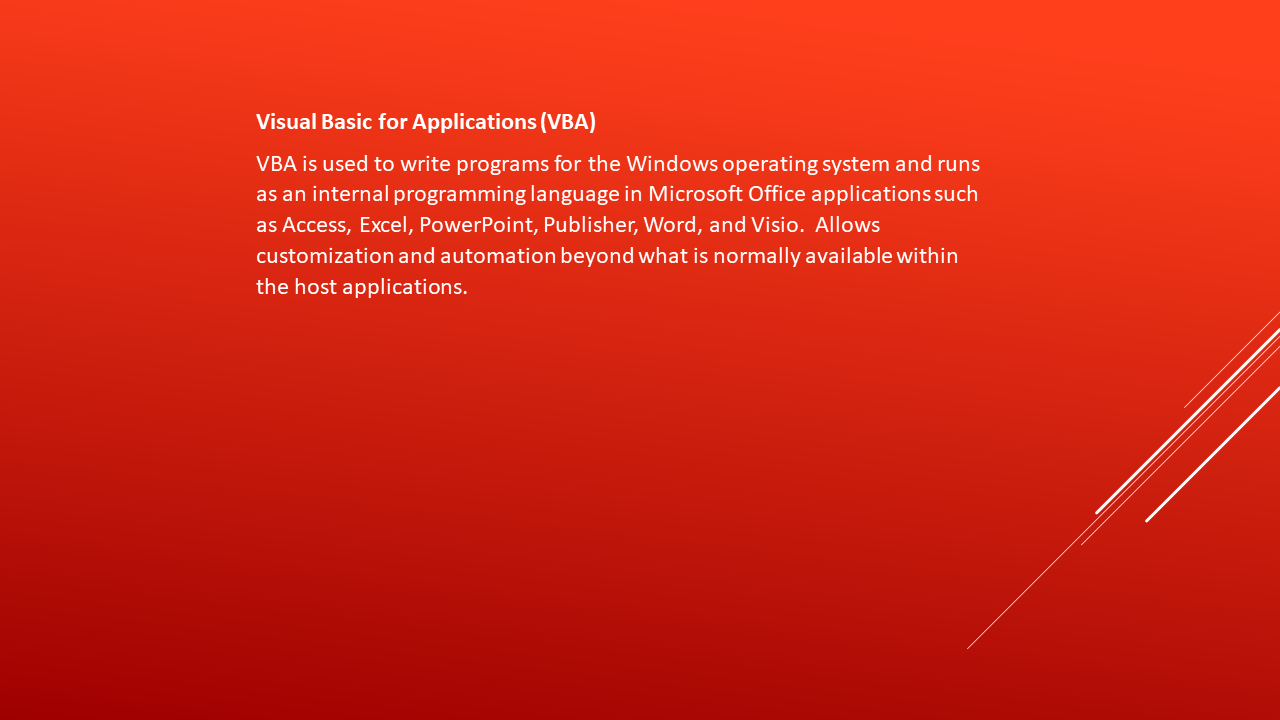 Visual Basic for Applications (VBA)
VBA is used to write programs for the Windows operating system and runs
as an internal programming language in Microsoft Office applications such
as Access, Excel, PowerPoint, Publisher, Word, and Visio.  Allows
customization and automation beyond what is normally available within
the host applications.